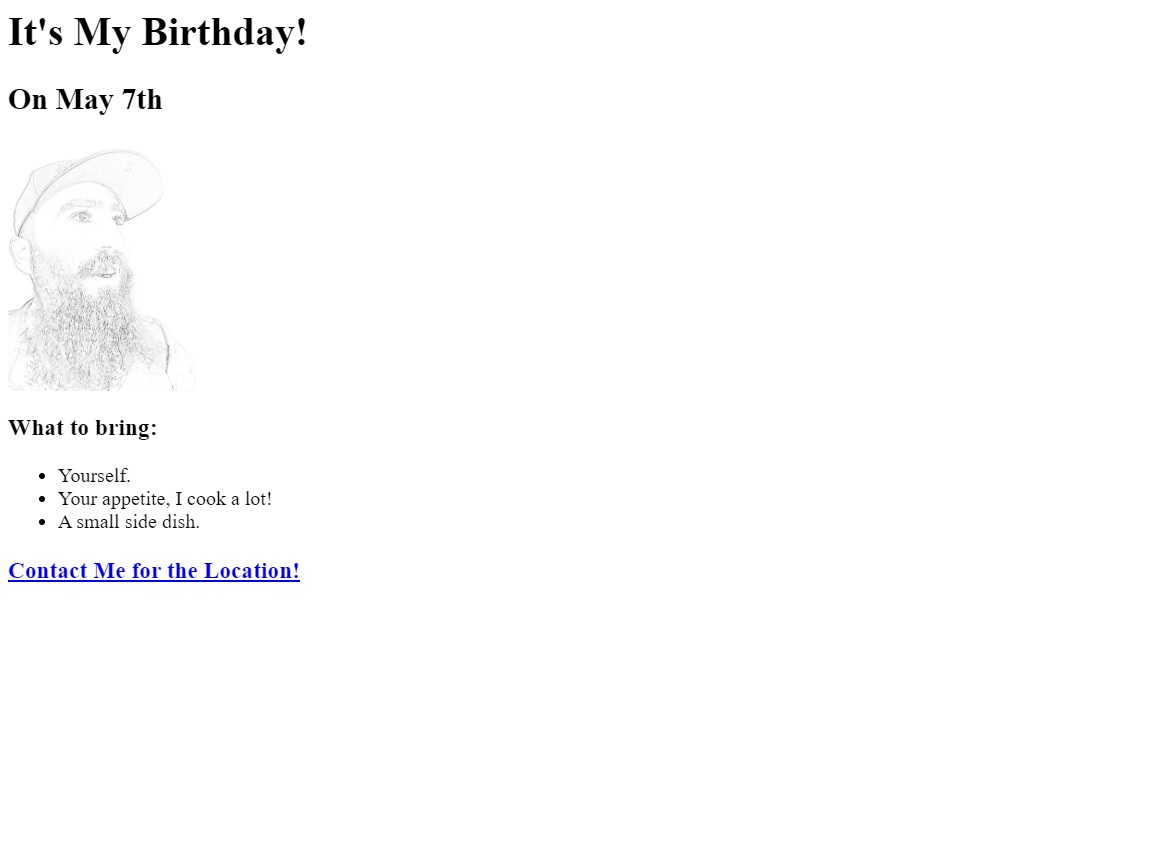 It's My Birthday!
On May 7th
What to bring:
Yourself.
Your appetite, I cook a lot!
A small side dish.
Contact Me for the Location!